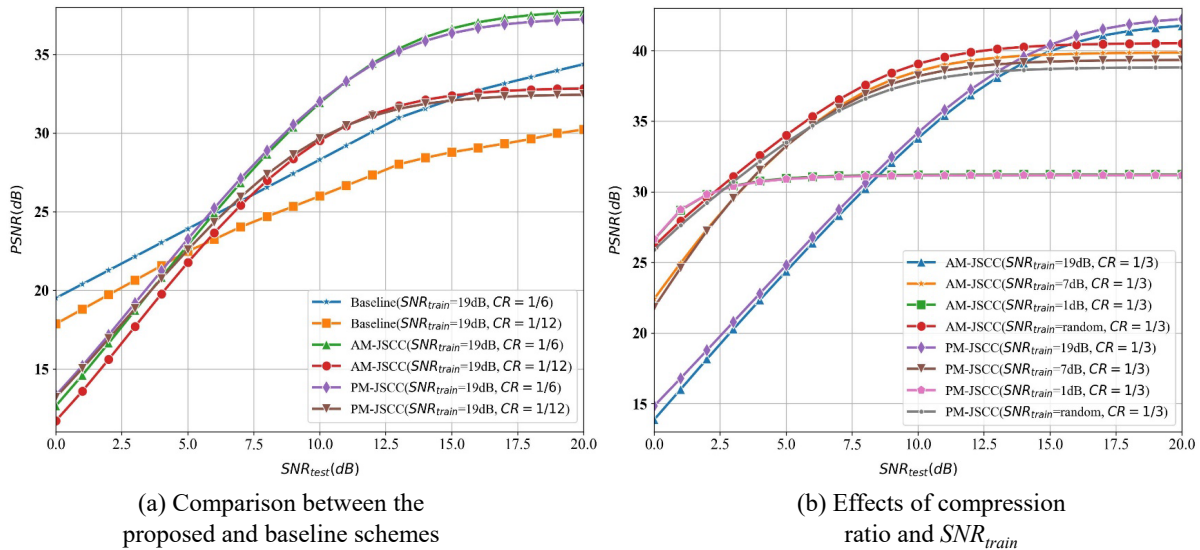 35
30
25
20
15
PSNR(dB)
0.0 2.5 5.0 7.5 10.0 12.5 15.0 17.5 20.0
SNR_test(dB)
Baseline(SNR_train=19dB, CR = 1/6)
Baseline(SNR_train=19dB, CR = 1/12)
AM-JSCC(SNR_train=19dB, CR = 1/6)
AM-JSCC(SNR_train=19dB, CR = 1/12)
PM-JSCC(SNR_train=19dB, CR = 1/6)
PM-JSCC(SNR_train=19dB, CR = 1/12)
(a) Comparison between the
proposed and baseline schemes
40
35
30
25
20
15
PSNR(dB)
0.0 2.5 5.0 7.5 10.0 12.5 15.0 17.5 20.0
SNR_test(dB)
AM-JSCC(SNR_train=19dB, CR = 1/3)
AM-JSCC(SNR_train=7dB, CR = 1/3)
AM-JSCC(SNR_train=1dB, CR = 1/3)
AM-JSCC(SNR_train=random, CR = 1/3)
PM-JSCC(SNR_train=19dB, CR = 1/3)
PM-JSCC(SNR_train=7dB, CR = 1/3)
PM-JSCC(SNR_train=1dB, CR = 1/3)
PM-JSCC(SNR_train=random, CR = 1/3)
(b) Effects of compression
ratio and SNR_train